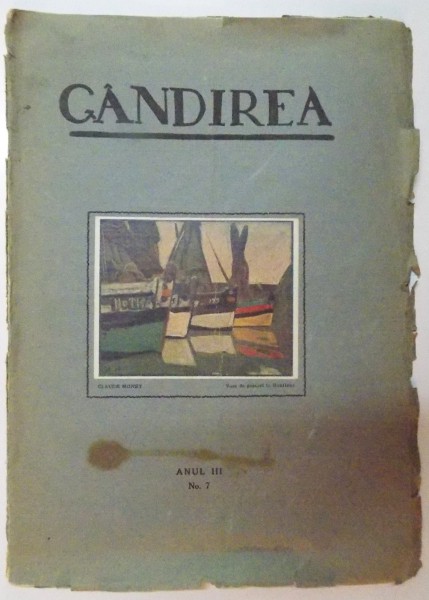 GÂNDIREA
CLAUDE MONET
ANUL III
No. 7